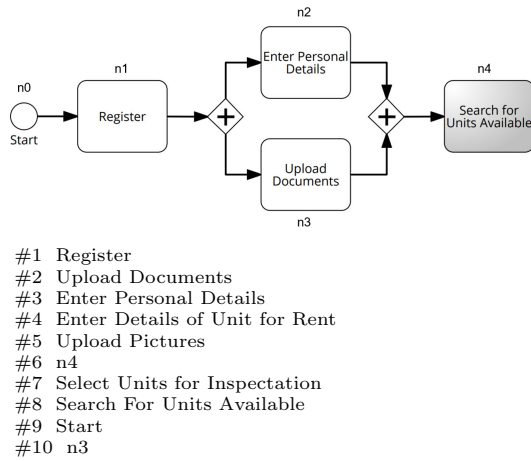 n2
Enter Personal
Details
n0
n1
n4
Start
Register
Search for
Units Available
Upload
Documents
n3
#1 Register
#2 Upload Documents
#3 Enter Personal Details
#4 Enter Details of Unit for Rent
#5 Upload Pictures
#6 n4
#7 Select Units for Inspectation
#8 Search For Units Available
#9 Start
#10 n3